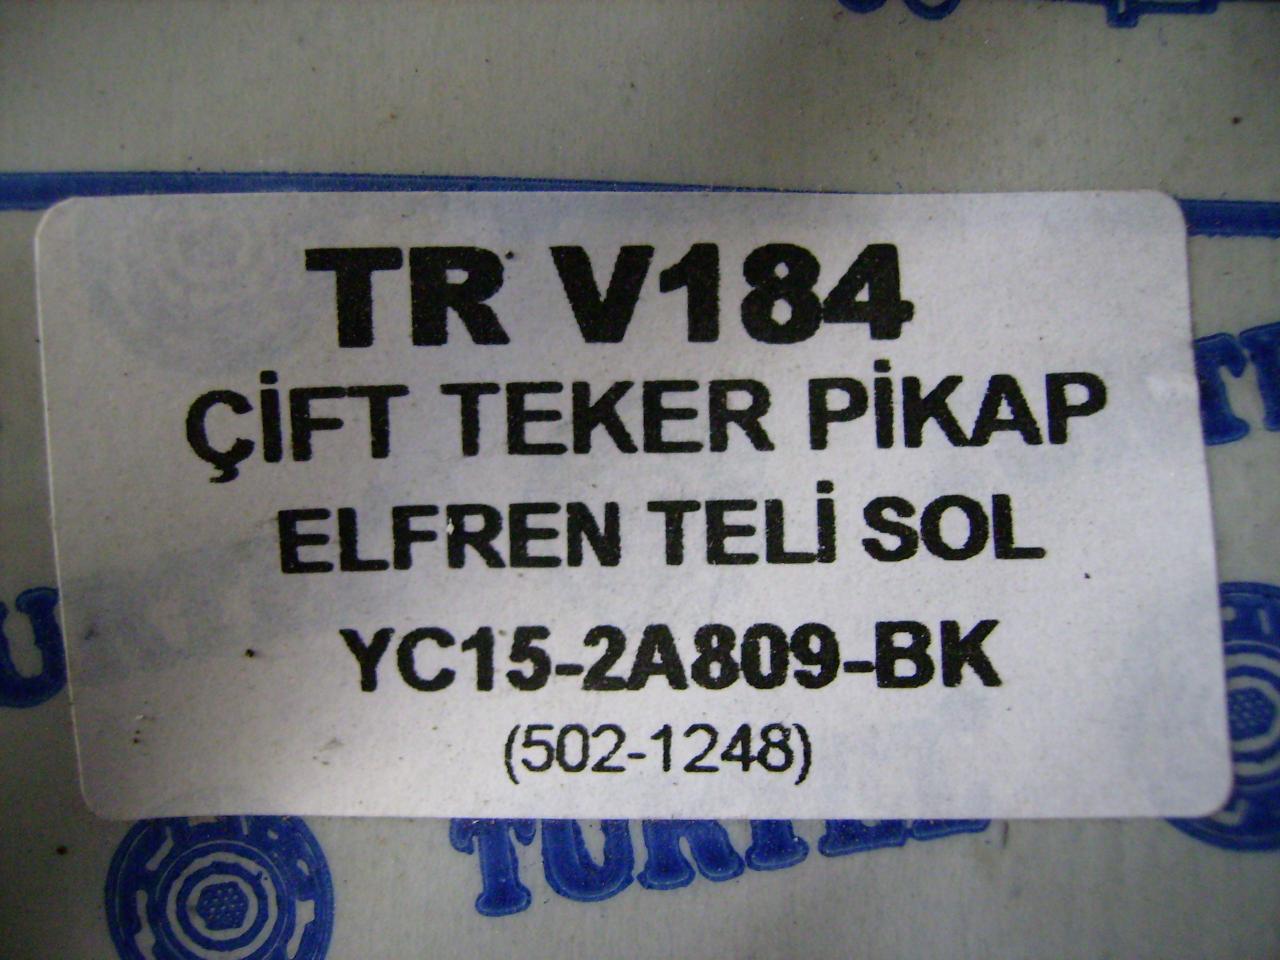 TR V184
ÇİFT TEKER PİKAP
ELFREN TELİ SOL
YC15-2A809-BK
(502-1248)